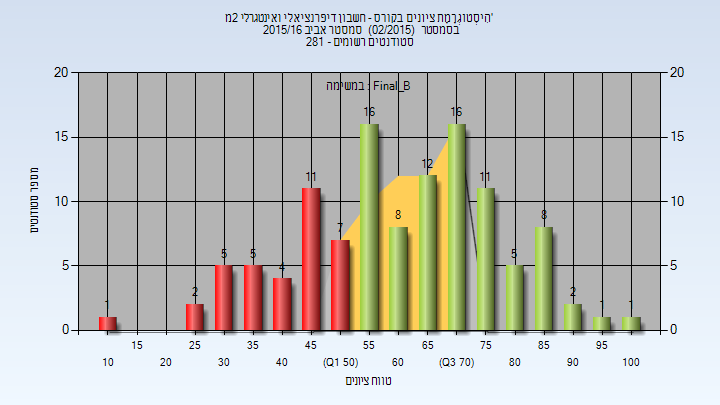 היסטוגרמת ציונים בקורס - חשבון דיפרנציאלי ואינטגרלי 2מ'
בסמסטר (02/2015) סמסטר אביב 2015/16
סטודנטים רשומים - 281
במשימה : Final_B
מספר סטודנטים
20 20
15 15
10 10
5 5
0 0
1 2 5 5 4 11 7 16 8 12 16 11 5 8 2 1 1
15 25 35 45 55 65 75 85 95
10 20 30 40 (Q1 50) 60 (Q3 70) 80 90 100
טווח ציונים